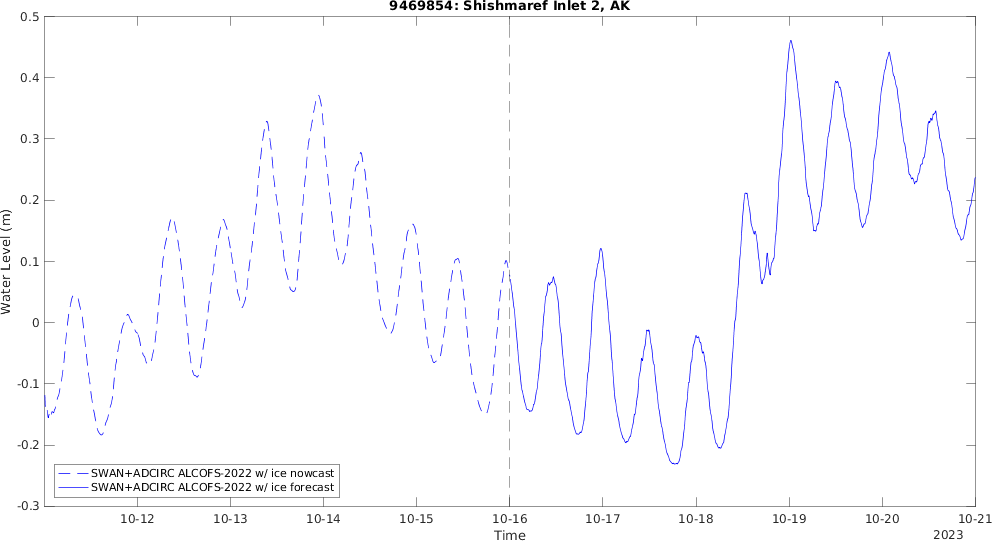 9469854: Shishmaref Inlet 2, AK
0.5
0.4
0.3
0.2
0.1
0
-0.1
-0.2
-0.3
Water Level (m)
SWAN+ADCIRC ALCOFS-2022 w/ ice nowcast
SWAN+ADCIRC ALCOFS-2022 w/ ice forecast
10-12 10-13 10-14 10-15 10-16 10-17 10-18 10-19 10-20 10-21
Time
2023